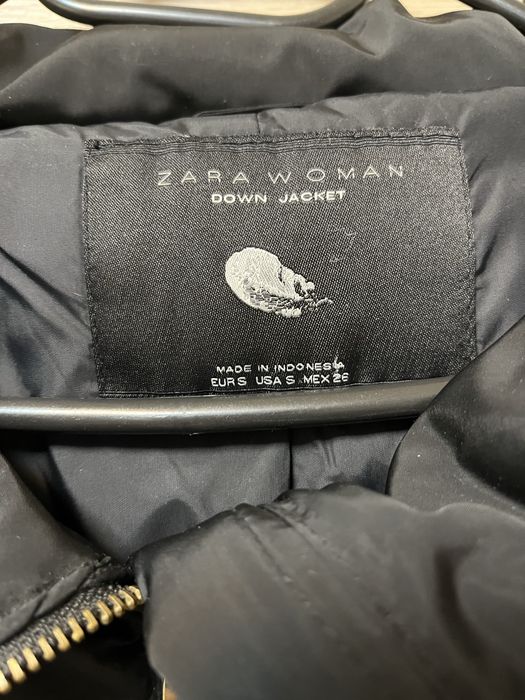 ZARA WOMAN
DOWN JACKET
MADE IN INDONESIA
EUR S USA S MEX 26